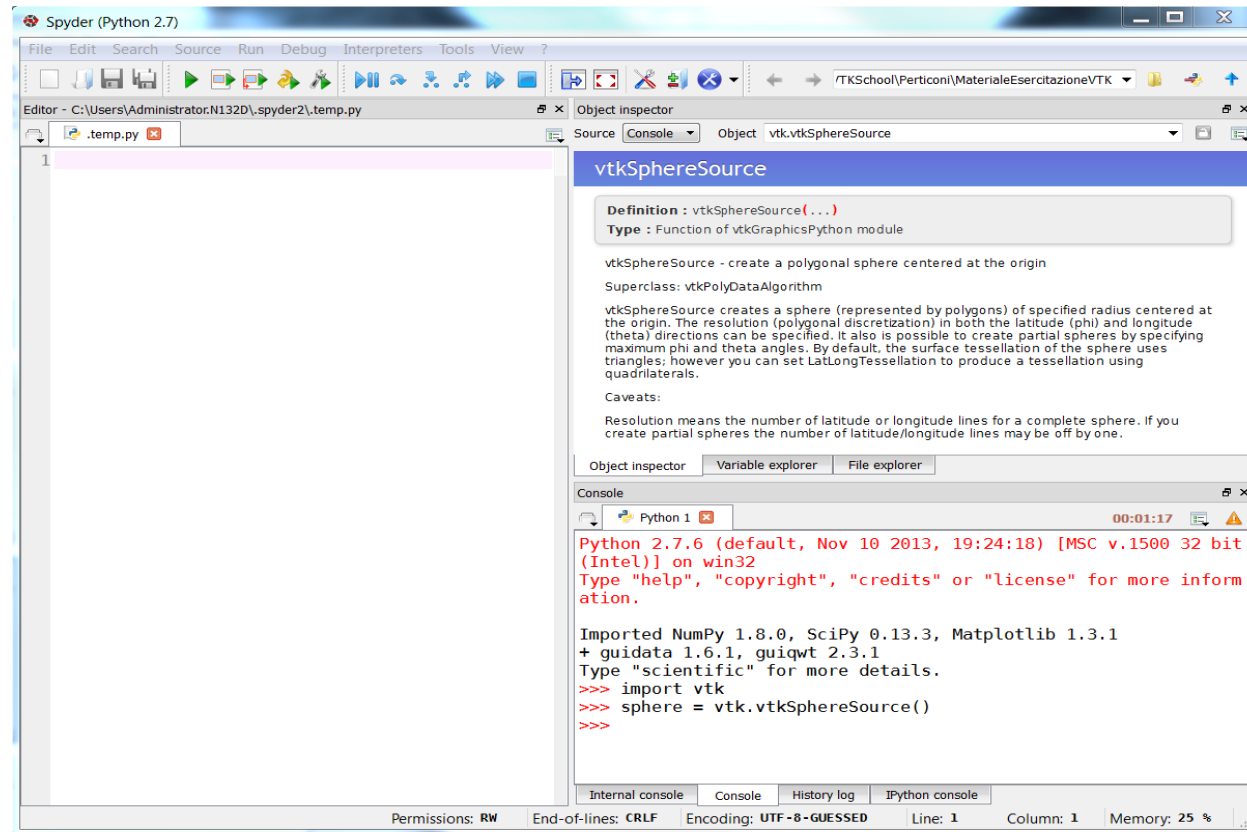 Spyder (Python 2.7)
File Edit Search Source Run Debug Interpreters Tools View ?
/TKSchool\Perticoni\MaterialeEsercitazioneVTK
Editor - C:\Users\Administrator.N132D\.spyder2\.temp.py
.temp.py
1
Object inspector
Source Console Object vtk.vtkSphereSource
vtkSphereSource
Definition : vtkSphereSource(...)
Type : Function of vtkGraphicsPython module
vtkSphereSource - create a polygonal sphere centered at the origin
Superclass: vtkPolyDataAlgorithm
vtkSphereSource creates a sphere (represented by polygons) of specified radius centered at
the origin. The resolution (polygonal discretization) in both the latitude (phi) and longitude
(theta) directions can be specified. It also is possible to create partial spheres by specifying
maximum phi and theta angles. By default, the surface tessellation of the sphere uses
triangles; however you can set LatLongTessellation to produce a tessellation using
quadrilaterals.
Caveats:
Resolution means the number of latitude or longitude lines for a complete sphere. If you
create partial spheres the number of latitude/longitude lines may be off by one.
Object inspector Variable explorer File explorer
Console
Python 1 00:01:17
Python 2.7.6 (default, Nov 10 2013, 19:24:18) [MSC v.1500 32 bit
(Intel)] on win32
Type "help", "copyright", "credits" or "license" for more inform
ation.
Imported NumPy 1.8.0, SciPy 0.13.3, Matplotlib 1.3.1
+ guidata 1.6.1, guiqwt 2.3.1
Type "scientific" for more details.
>>> import vtk
>>> sphere = vtk.vtkSphereSource()
>>>
Internal console Console History log IPython console
Permissions: RW End-of-lines: CRLF Encoding: UTF-8-GUESSED Line: 1 Column: 1 Memory: 25 %